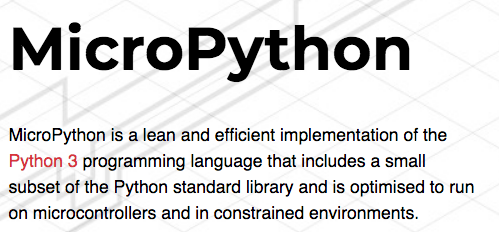 MicroPython
MicroPython is a lean and efficient implementation of the
Python 3 programming language that includes a small
subset of the Python standard library and is optimised to run
on microcontrollers and in constrained environments.